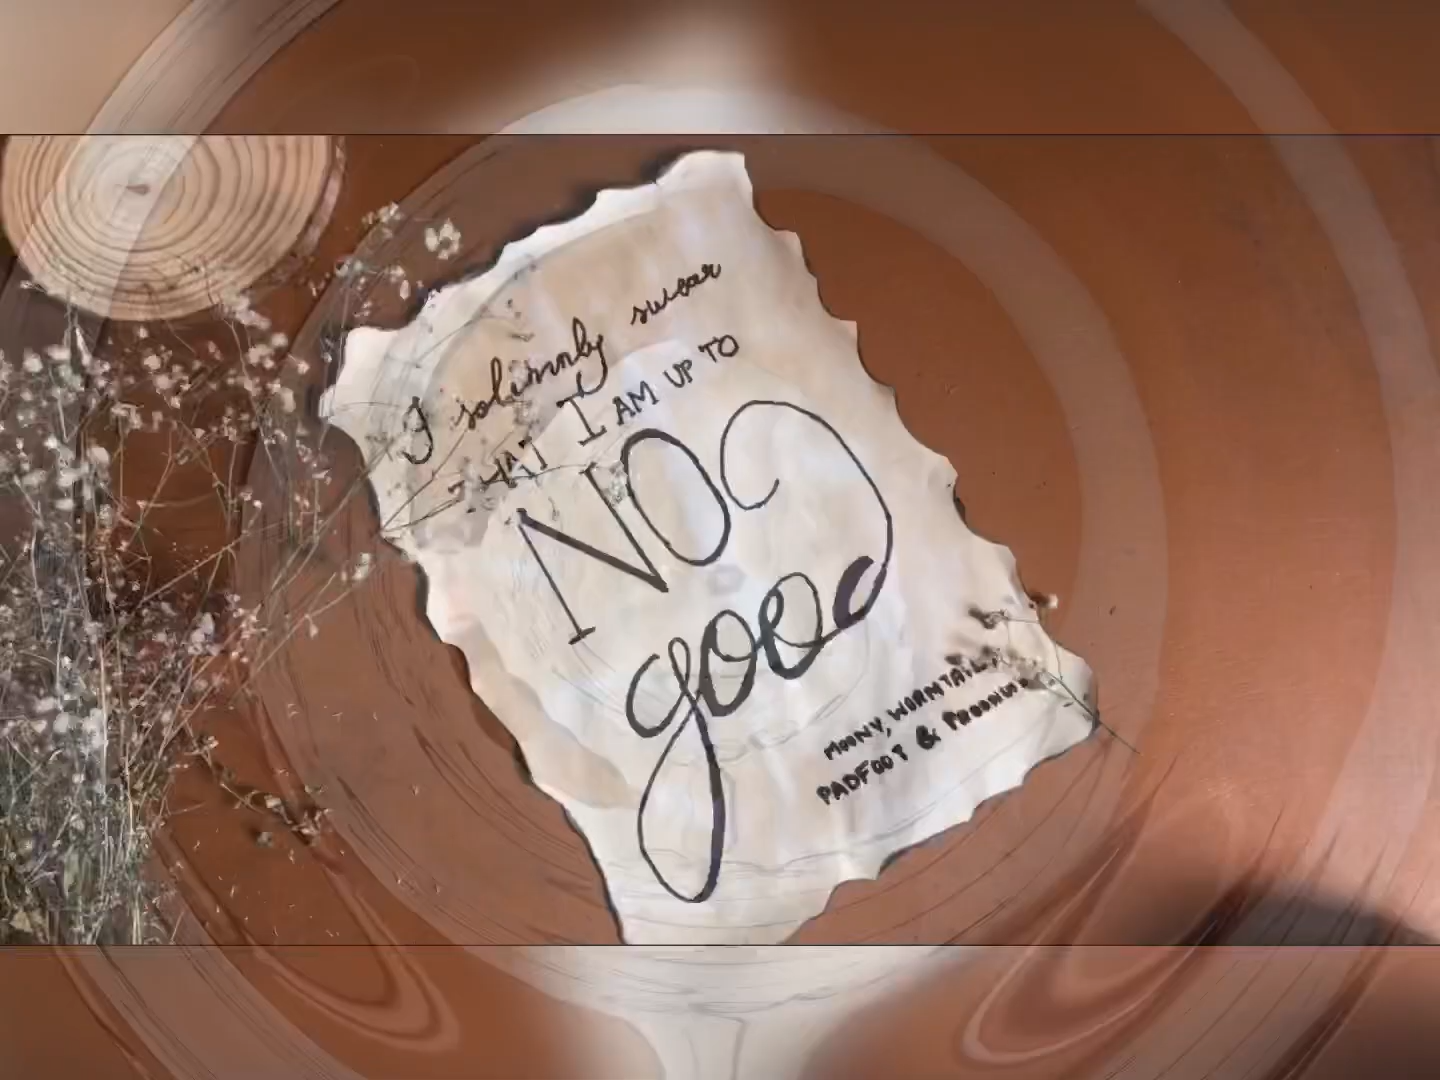 I solemnly swear
THAT I AM UP TO
NO
good
MOONY, WORMTAIL,
PADFOOT & PRONGS